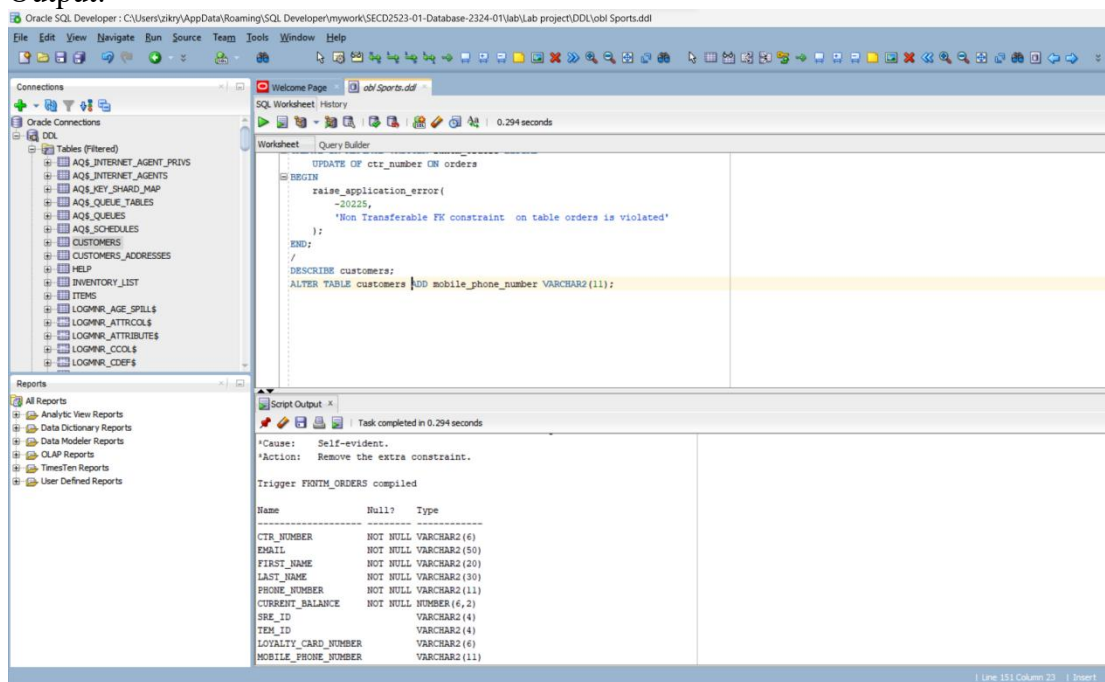 Output:
Oracle SQL Developer : C:\Users\zikry\AppData\Roaming\SQL Developer\mywork\SECD2523-01-Database-2324-01\lab\Lab project\DDL\obl Sports.ddl
File Edit View Navigate Run Source Team Tools Window Help
Connections
Oracle Connections
DDL
Tables (Filtered)
AQ$_INTERNET_AGENT_PRIVS
AQ$_INTERNET_AGENTS
AQ$_KEY_SHARD_MAP
AQ$_QUEUE_TABLES
AQ$_QUEUES
AQ$_SCHEDULES
CUSTOMERS
CUSTOMERS_ADDRESSES
HELP
INVENTORY_LIST
ITEMS
LOGMNR_AGE_SPILL$
LOGMNR_ATTRCOL$
LOGMNR_ATTRIBUTE$
LOGMNR_CCOL$
LOGMNR_CDEF$
Reports
All Reports
Analytic View Reports
Data Dictionary Reports
Data Modeler Reports
OLAP Reports
TimesTen Reports
User Defined Reports
Welcome Page
obl Sports.ddl
SQL Worksheet History
0.294 seconds
Worksheet Query Builder
UPDATE OF ctr_number ON orders
BEGIN
raise_application_error(
-20225,
'Non Transferable FK constraint  on table orders is violated'
);
END;
/
DESCRIBE customers;
ALTER TABLE customers ADD mobile_phone_number VARCHAR2(11);
Script Output
Task completed in 0.294 seconds
*Cause: Self-evident.
*Action: Remove the extra constraint.
Trigger FKNTM_ORDERS compiled
Name Null? Type
------------------- -------- ------------
CTR_NUMBER NOT NULL VARCHAR2(6)
EMAIL NOT NULL VARCHAR2(50)
FIRST_NAME NOT NULL VARCHAR2(20)
LAST_NAME NOT NULL VARCHAR2(30)
PHONE_NUMBER NOT NULL VARCHAR2(11)
CURRENT_BALANCE NOT NULL NUMBER(6,2)
SRE_ID VARCHAR2(4)
TEM_ID VARCHAR2(4)
LOYALTY_CARD_NUMBER VARCHAR2(6)
MOBILE_PHONE_NUMBER VARCHAR2(11)
Line 151 Column 23 | Insert